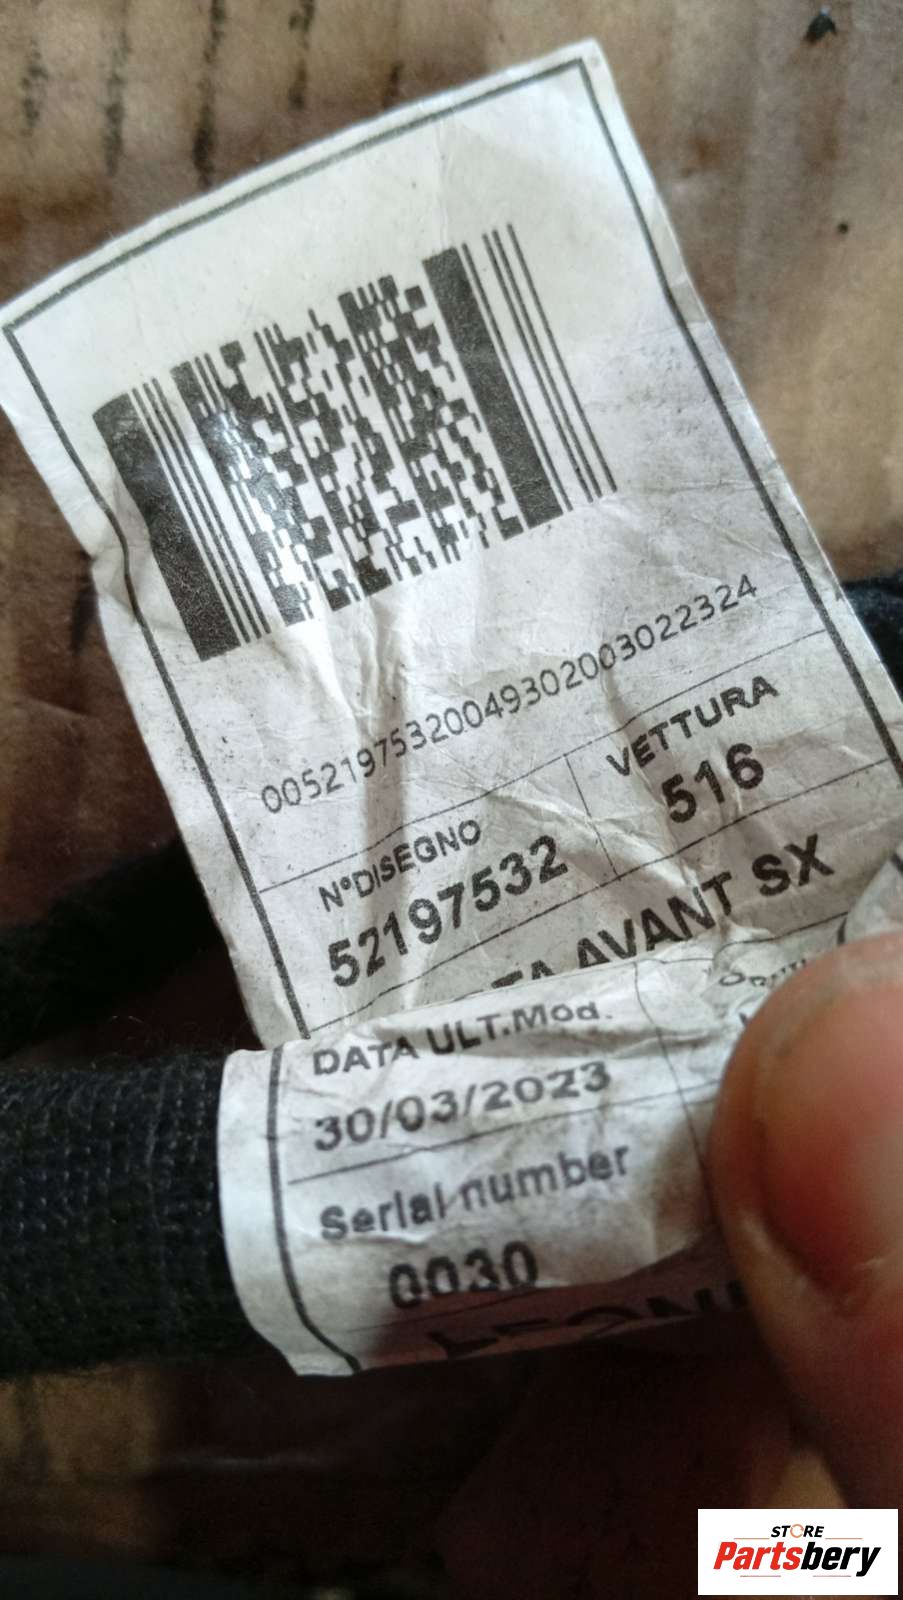 00521975320049302003022324
N°DISEGNO
VETTURA
52197532
516
AVANT SX
DATA ULT.Mod.
30/03/2023
Serial number
0030
STORE
Partsbery